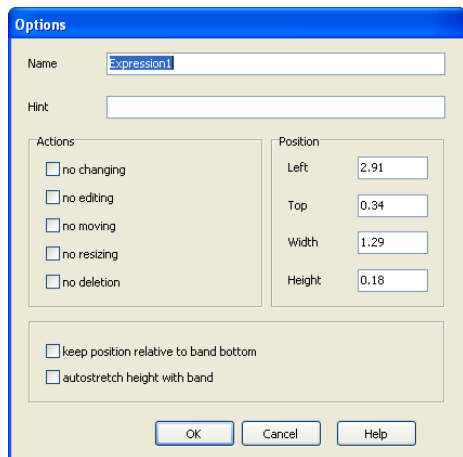 Options
Name Expression1
Hint
Actions
no changing
no editing
no moving
no resizing
no deletion
Position
Left 2.91
Top 0.34
Width 1.29
Height 0.18
keep position relative to band bottom
autostretch height with band
OK Cancel Help